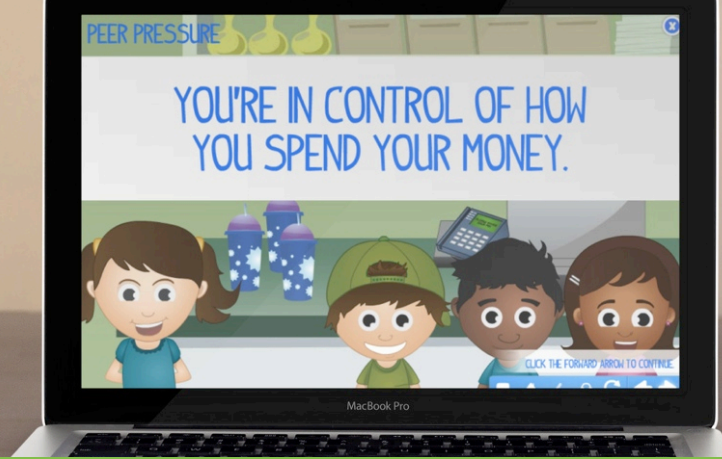 PEER PRESSURE
YOU'RE IN CONTROL OF HOW
YOU SPEND YOUR MONEY.
CLICK THE FORWARD ARROW TO CONTINUE.
MacBook Pro